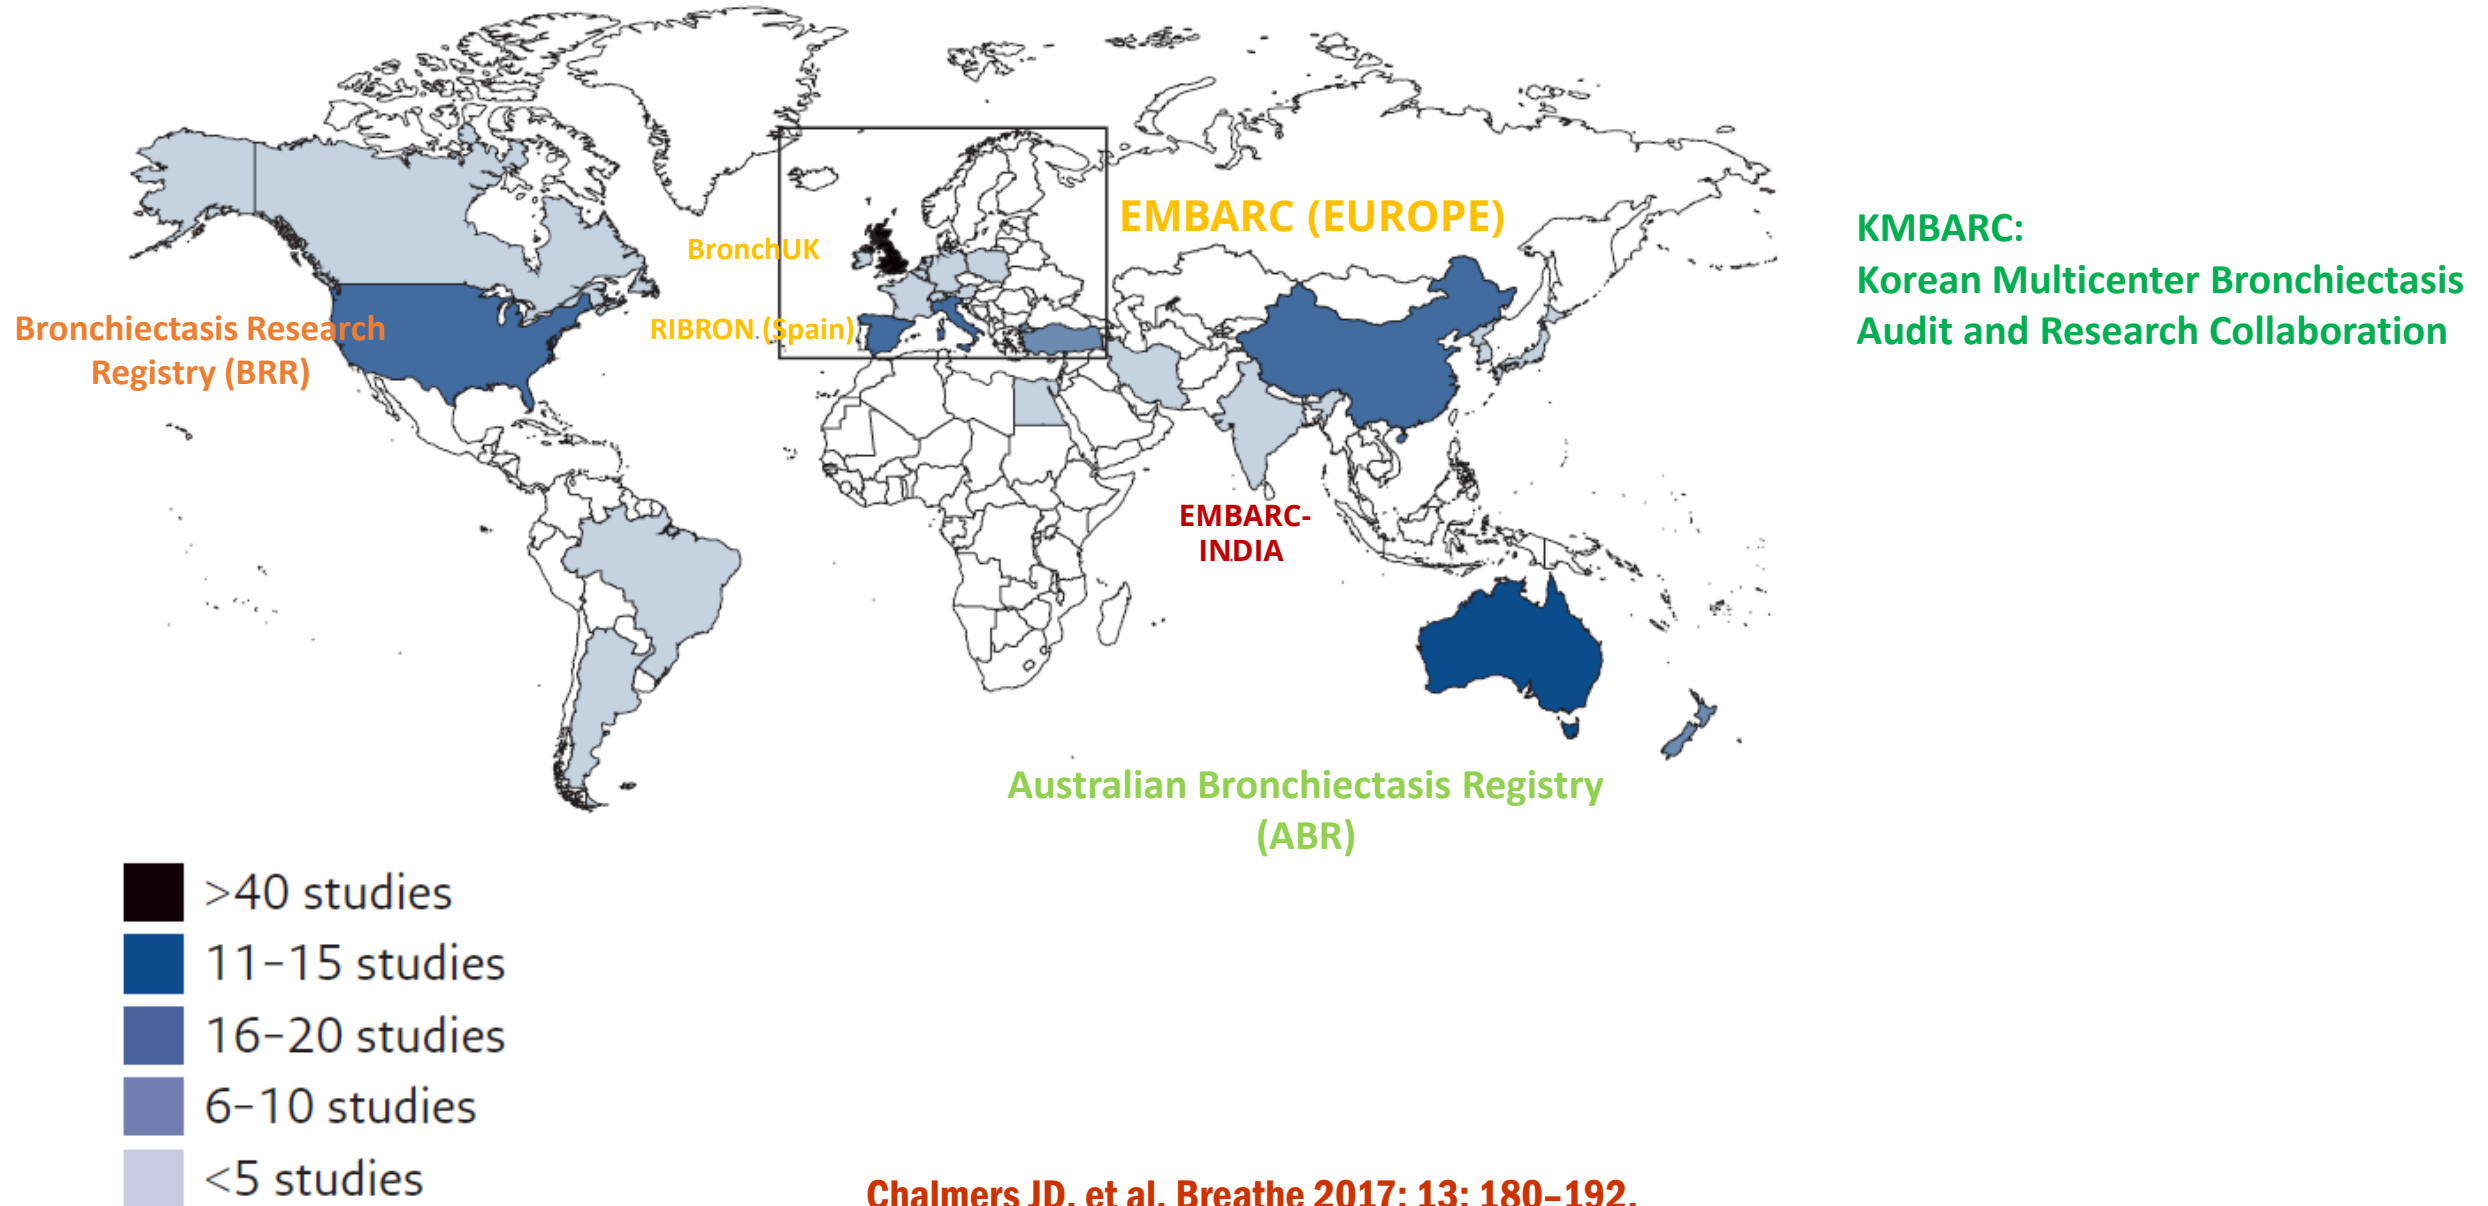 EMBARC (EUROPE)
BronchUK
RIBRON (Spain)
Bronchiectasis Research
Registry (BRR)
KMBARC:
Korean Multicenter Bronchiectasis
Audit and Research Collaboration
EMBARC-
INDIA
Australian Bronchiectasis Registry
(ABR)
>40 studies
11-15 studies
16-20 studies
6-10 studies
<5 studies
Chalmers JD, et al. Breathe 2017; 13: 180–192.